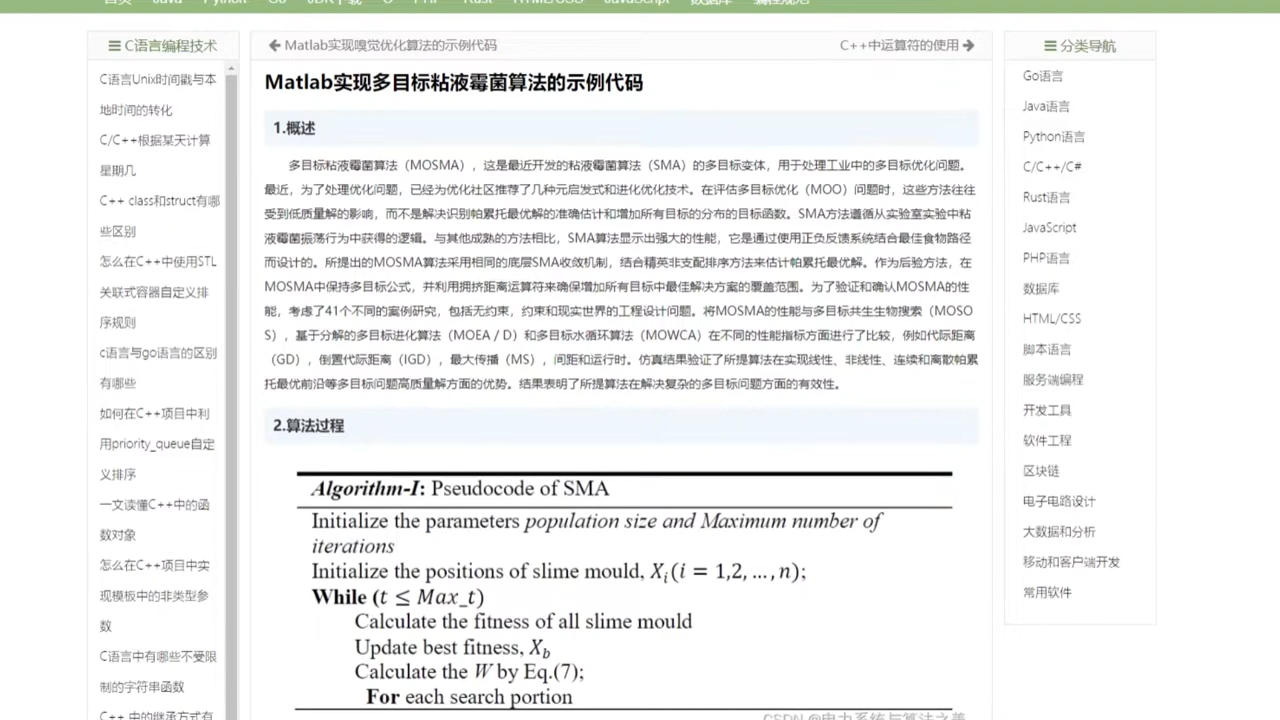 首页 Java Python Go JDK下载 C PHP Rust HTML/CSS JavaScript 数据库 编程规范
C语言编程技术
C语言Unix时间戳与本
地时间的转化
C/C++根据某天计算
星期几
C++ class和struct有哪
些区别
怎么在C++中使用STL
关联式容器自定义排
序规则
c语言与go语言的区别
有哪些
如何在C++项目中利
用priority_queue自定
义排序
一文读懂C++中的函
数对象
怎么在C++项目中实
现模板中的非类型参
数
C语言中有哪些不受限
制的字符串函数
C++ 中的继承方式有
Matlab实现嗅觉优化算法的示例代码
C++中运算符的使用
Matlab实现多目标粘液霉菌算法的示例代码
1.概述
多目标粘液霉菌算法（MOSMA），这是最近开发的粘液霉菌算法（SMA）的多目标变体，用于处理工业中的多目标优化问题。
最近，为了处理优化问题，已经为优化社区推荐了几种元启发式和进化优化技术。在评估多目标优化（MOO）问题时，这些方法往往
受到低质量解的影响，而不是解决识别帕累托最优解的准确估计和增加所有目标的分布的目标函数。SMA方法遵循从实验室实验中粘
液霉菌振荡行为中获得的逻辑。与其他成熟的方法相比，SMA算法显示出强大的性能，它是通过使用正负反馈系统结合最佳食物路径
而设计的。所提出的MOSMA算法采用相同的底层SMA收敛机制，结合精英非支配排序方法来估计帕累托最优解。作为后验方法，在
MOSMA中保持多目标公式，并利用拥挤距离运算符来确保增加所有目标中最佳解决方案的覆盖范围。为了验证和确认MOSMA的性
能，考虑了41个不同的案例研究，包括无约束，约束和现实世界的工程设计问题。将MOSMA的性能与多目标共生生物搜索（MOSO
S），基于分解的多目标进化算法（MOEA / D）和多目标水循环算法（MOWCA）在不同的性能指标方面进行了比较，例如代际距离
（GD），倒置代际距离（IGD），最大传播（MS），间距和运行时。仿真结果验证了所提算法在实现线性、非线性、连续和离散帕累
托最优前沿等多目标问题高质量解方面的优势。结果表明了所提算法在解决复杂的多目标问题方面的有效性。
2.算法过程
Algorithm-I: Pseudocode of SMA
Initialize the parameters population size and Maximum number of
iterations
Initialize the positions of slime mould, Xᵢ(i = 1,2, …, n);
While (t ≤ Max_t)
Calculate the fitness of all slime mould
Update best fitness, X_b
Calculate the W by Eq.(7);
For each search portion
CSDN @电力系统与算法之美
分类导航
Go语言
Java语言
Python语言
C/C++/C#
Rust语言
JavaScript
PHP语言
数据库
HTML/CSS
脚本语言
服务端编程
开发工具
软件工程
区块链
电子电路设计
大数据和分析
移动和客户端开发
常用软件